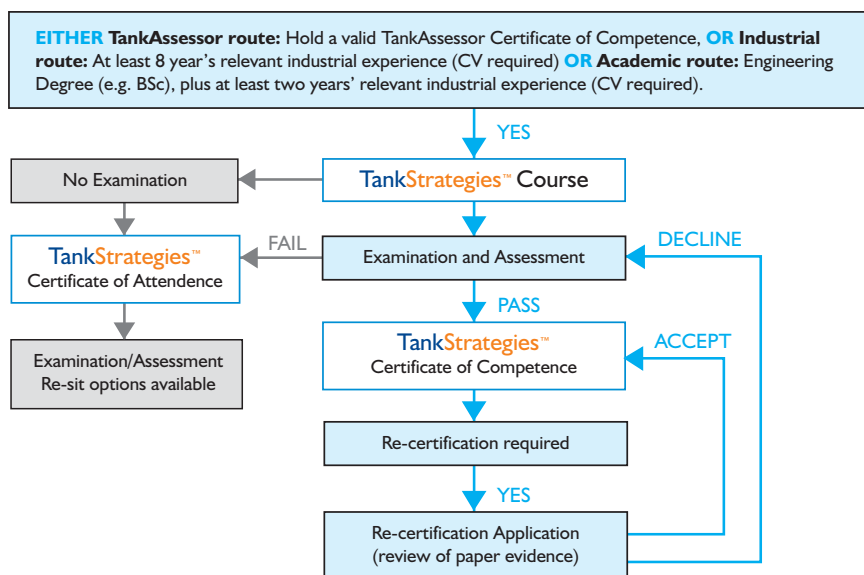 EITHER TankAssessor route: Hold a valid TankAssessor Certificate of Competence, OR Industrial
route: At least 8 year’s relevant industrial experience (CV required) OR Academic route: Engineering
Degree (e.g. BSc), plus at least two years’ relevant industrial experience (CV required).
YES
No Examination
TankStrategies™ Course
FAIL
DECLINE
TankStrategies™
Certificate of Attendence
Examination and Assessment
PASS
Examination/Assessment
Re-sit options available
TankStrategies™
Certificate of Competence
ACCEPT
Re-certification required
YES
Re-certification Application
(review of paper evidence)